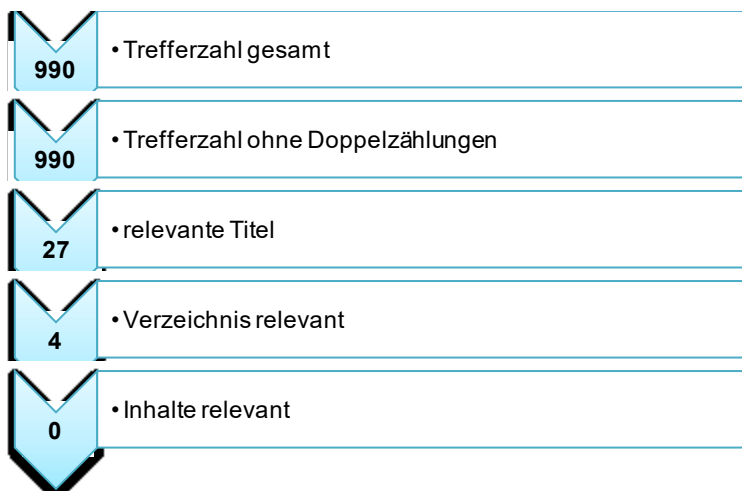 990
• Trefferzahl gesamt
990
• Trefferzahl ohne Doppelzählungen
27
• relevante Titel
4
• Verzeichnis relevant
0
• Inhalte relevant